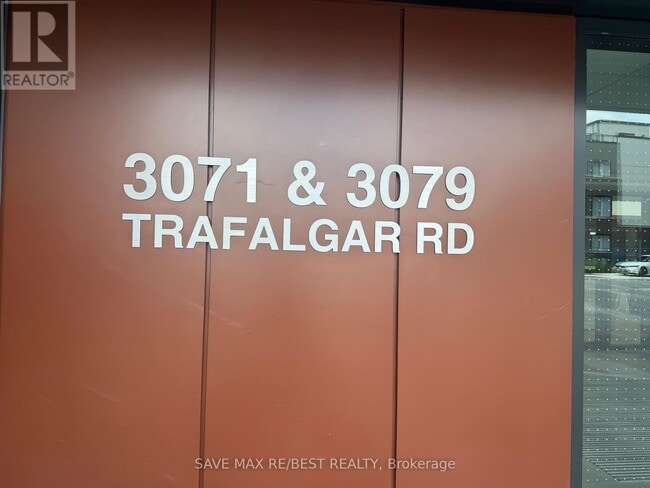 R
REALTOR®
3071 & 3079
TRAFALGAR RD
SAVE MAX RE/BEST REALTY, Brokerage